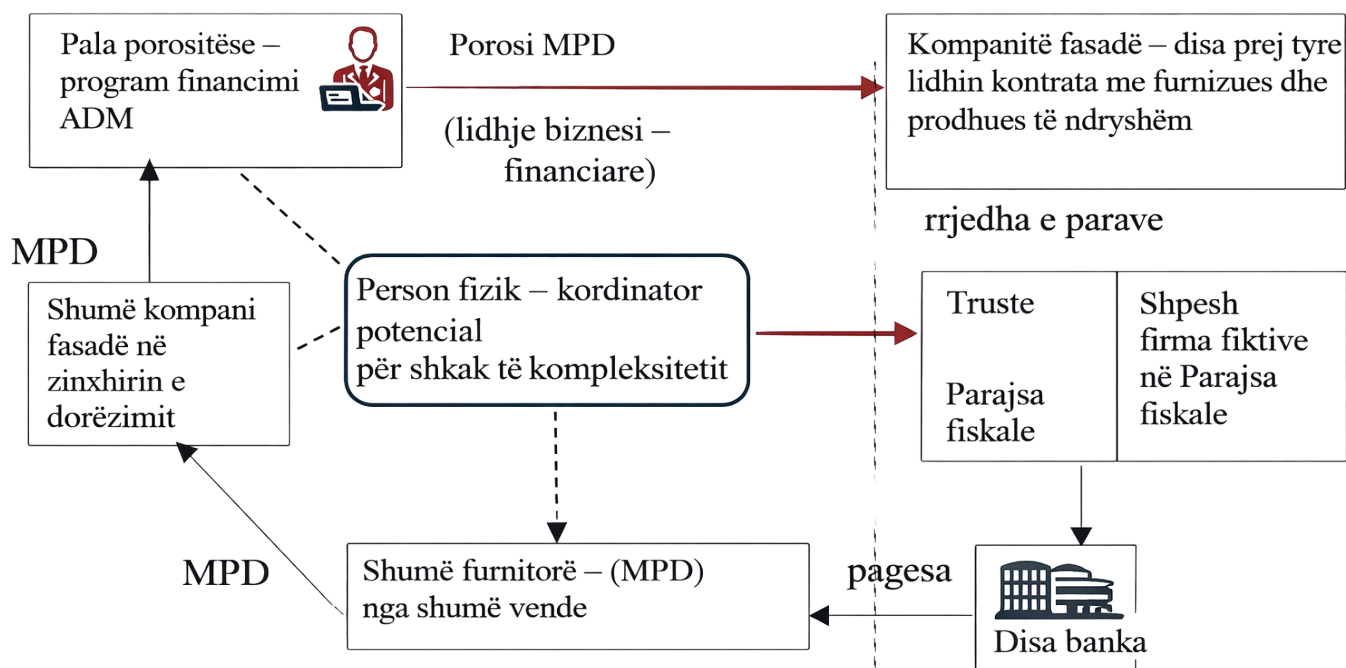 Pala porositëse –
program financimi
ADM
Porosi MPD
(lidhje biznesi –
financiare)
Kompanitë fasadë – disa prej tyre
lidhin kontrata me furnizues dhe
prodhues të ndryshëm
rrjedha e parave
MPD
Shumë kompani
fasadë në
zinxhirin e
dorëzimit
Person fizik – kordinator
potencial
për shkak të kompleksitetit
Truste
Parajsa
fiskale
Shpesh
firma fiktive
në Parajsa
fiskale
MPD
Shumë furnitorë – (MPD)
nga shumë vende
pagesa
Disa banka